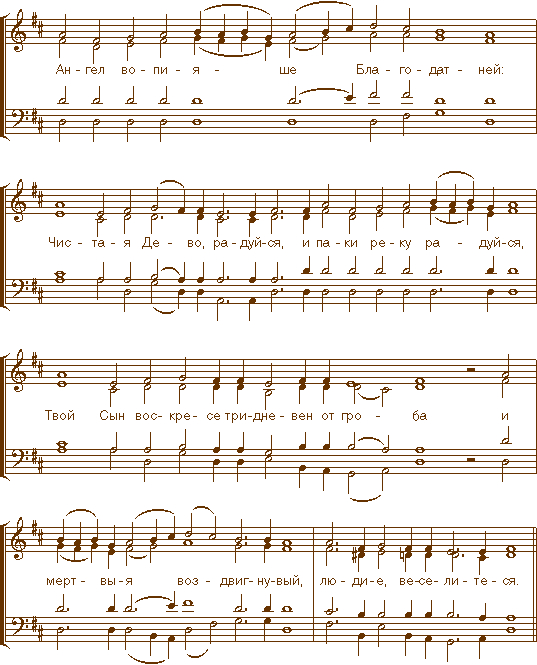 Ан - гел во - пи - я - ше Бла - го - дат - ней:
Чис - та - я Де - во, ра - дуй-ся, и па - ки ре - ку ра - дуй-ся,
Твой Сын вос - кре - се три-дне - вен от гро - ба и
мерт - вы - я воз - двиг - ну-вый, лю - ди - е, ве-се - ли - те-ся.